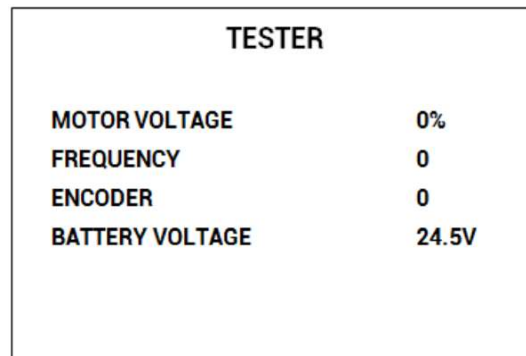 TESTER
MOTOR VOLTAGE 0%
FREQUENCY 0
ENCODER 0
BATTERY VOLTAGE 24.5V